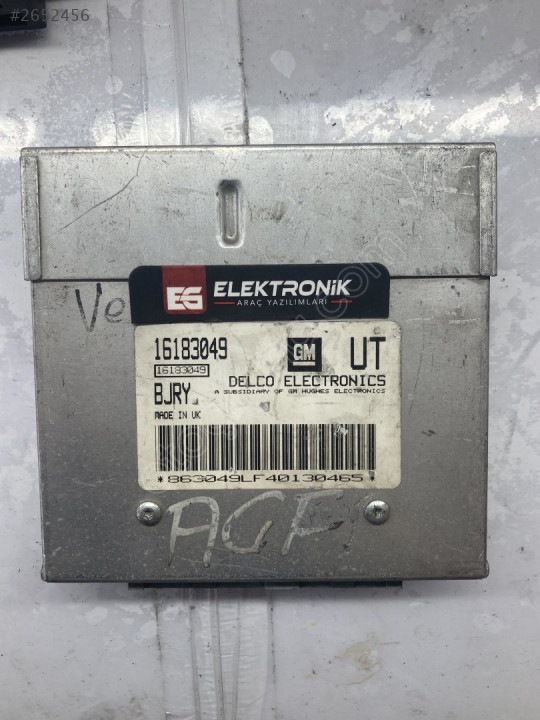 #2652456
Ve
EG ELEKTRONİK
ARAÇ YAZILIMLARI
16183049
16183049
GM
UT
BJRY
DELCO ELECTRONICS
A SUBSIDIARY OF GM HUGHES ELECTRONICS
MADE IN UK
*863049LF40130465*
AGF